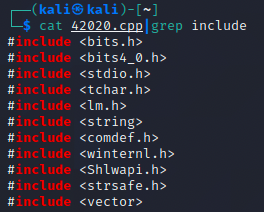 ┌──(kali㉿kali)-[~]
└─$ cat 42020.cpp|grep include
#include <bits.h>
#include <bits4_0.h>
#include <stdio.h>
#include <tchar.h>
#include <lm.h>
#include <string>
#include <comdef.h>
#include <winternl.h>
#include <Shlwapi.h>
#include <strsafe.h>
#include <vector>